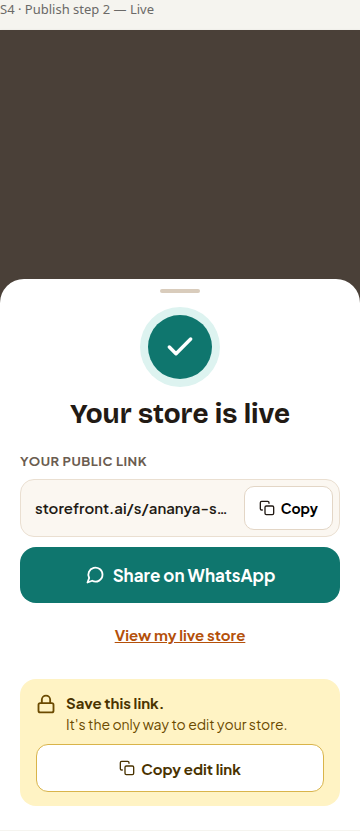 S4 · Publish step 2 — Live
Your store is live
YOUR PUBLIC LINK
storefront.ai/s/ananya-s…
Copy
Share on WhatsApp
View my live store
Save this link.
It's the only way to edit your store.
Copy edit link